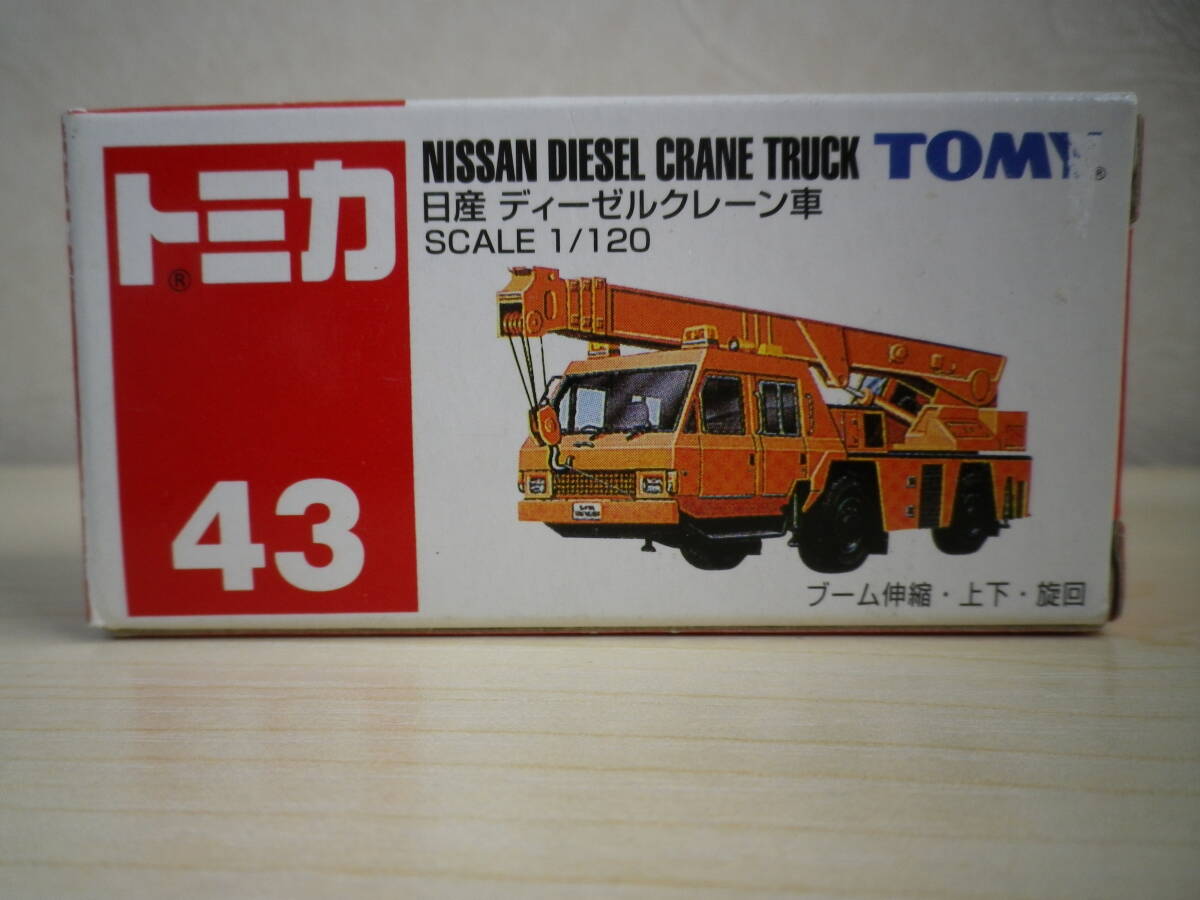 トミカ®
43
NISSAN DIESEL CRANE TRUCK TOMY®
日産 ディーゼルクレーン車
SCALE 1/120
ブーム伸縮・上下・旋回